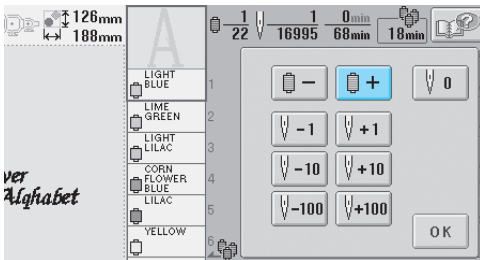 126mm
188mm
A
1
22
1
16995
0min
68min
18min
?
LIGHT
BLUE
1
LIME
GREEN
2
LIGHT
LILAC
3
CORN
FLOWER
BLUE
4
LILAC
5
YELLOW
6
ver
Alqhabet
−
+
0
−1
+1
−10
+10
−100
+100
OK